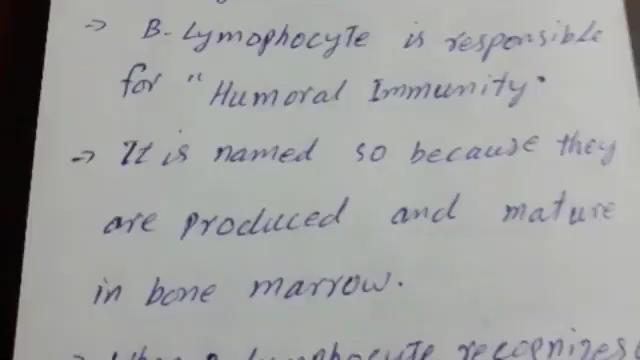 → B-Lymophocyte is responsible
for "Humoral Immunity"
→ It is named so because they
are produced and mature
in bone marrow.
recognizes